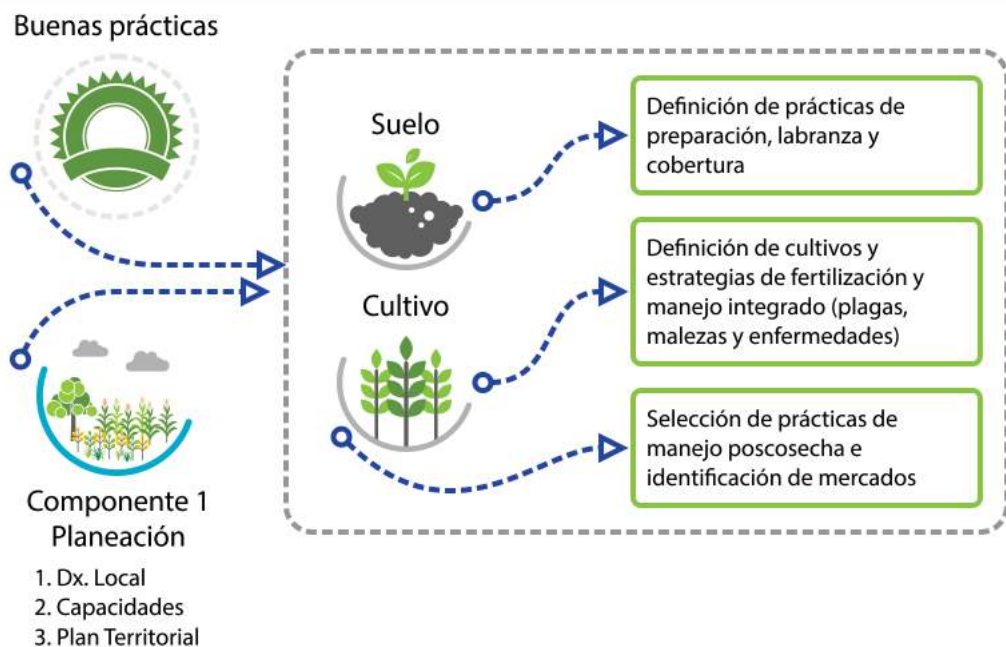 Buenas prácticas
Componente 1
Planeación
1. Dx. Local
2. Capacidades
3. Plan Territorial
Suelo
Definición de prácticas de
preparación, labranza y
cobertura
Cultivo
Definición de cultivos y
estrategias de fertilización y
manejo integrado (plagas,
malezas y enfermedades)
Selección de prácticas de
manejo poscosecha e
identificación de mercados